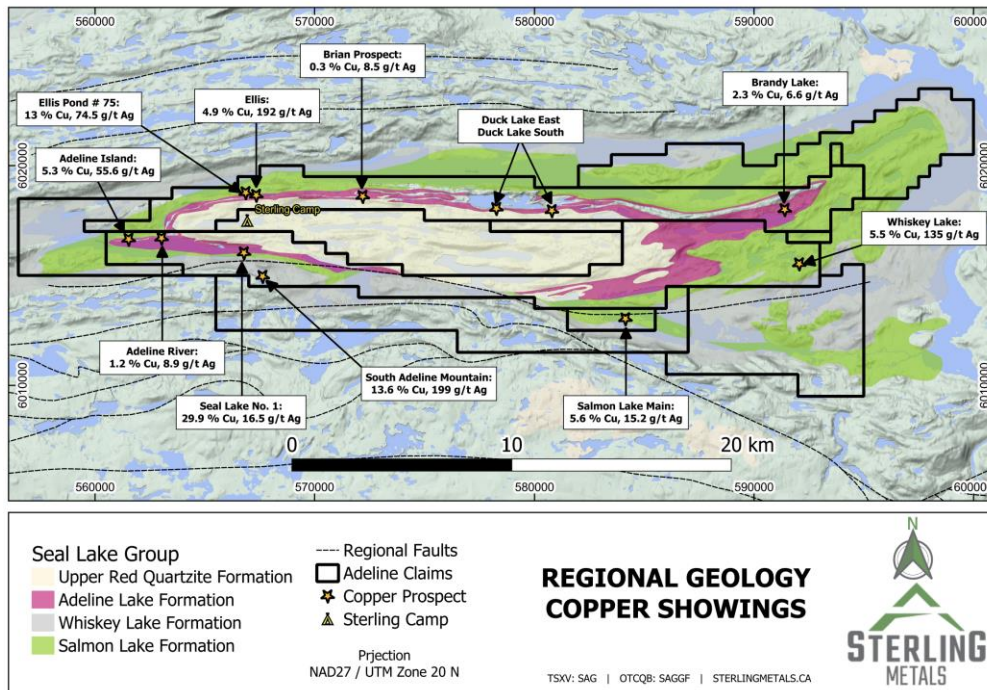 560000
570000
580000
590000
600000
Brian Prospect:
0.3 % Cu, 8.5 g/t Ag
Ellis Pond # 75:
13 % Cu, 74.5 g/t Ag
Ellis:
4.9 % Cu, 192 g/t Ag
Duck Lake East
Duck Lake South
Brandy Lake:
2.3 % Cu, 6.6 g/t Ag
Adeline Island:
5.3 % Cu, 55.6 g/t Ag
6020000
6020000
Sterling Camp
Whiskey Lake:
5.5 % Cu, 135 g/t Ag
Adeline River:
1.2 % Cu, 8.9 g/t Ag
South Adeline Mountain:
13.6 % Cu, 199 g/t Ag
Seal Lake No. 1:
29.9 % Cu, 16.5 g/t Ag
Salmon Lake Main:
5.6 % Cu, 15.2 g/t Ag
6010000
6010000
0 10 20 km
560000
570000
580000
590000
600000
Seal Lake Group
Upper Red Quartzite Formation
Adeline Lake Formation
Whiskey Lake Formation
Salmon Lake Formation
Regional Faults
Adeline Claims
Copper Prospect
Sterling Camp
Prjection
NAD27 / UTM Zone 20 N
REGIONAL GEOLOGY
COPPER SHOWINGS
TSXV: SAG | OTCQB: SAGGF | STERLINGMETALS.CA
N
STERLING
METALS